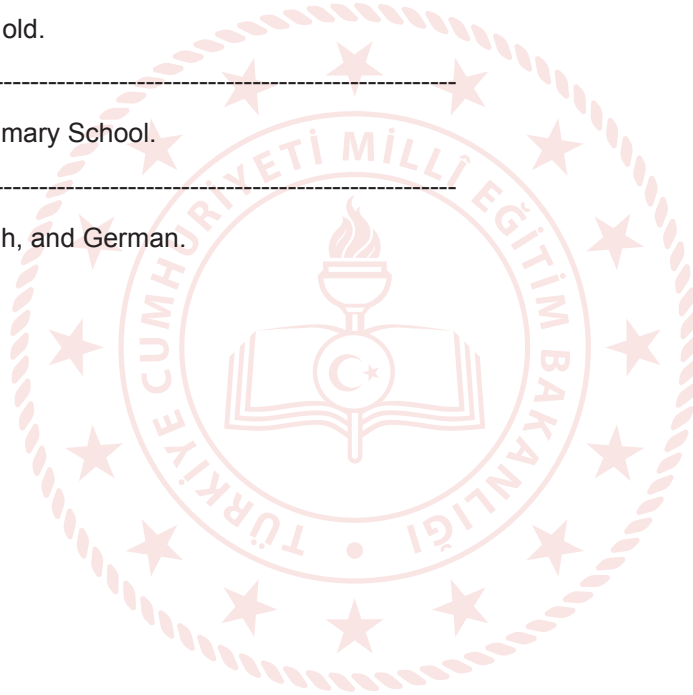 old.
------------------------------------------------------------
mary School.
------------------------------------------------------------
h, and German.
TÜRKİYE CUMHURİYETİ MİLLÎ EĞİTİM BAKANLIĞI